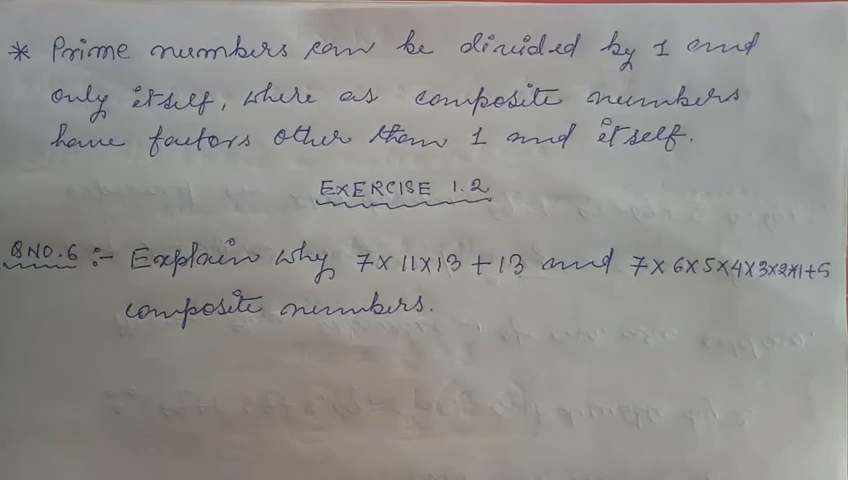 * Prime numbers can be divided by 1 and
only itself, where as composite numbers
have factors other than 1 and itself.
EXERCISE 1.2
QNO.6 :- Explain why 7×11×13+13 and 7×6×5×4×3×2×1+5
composite numbers.